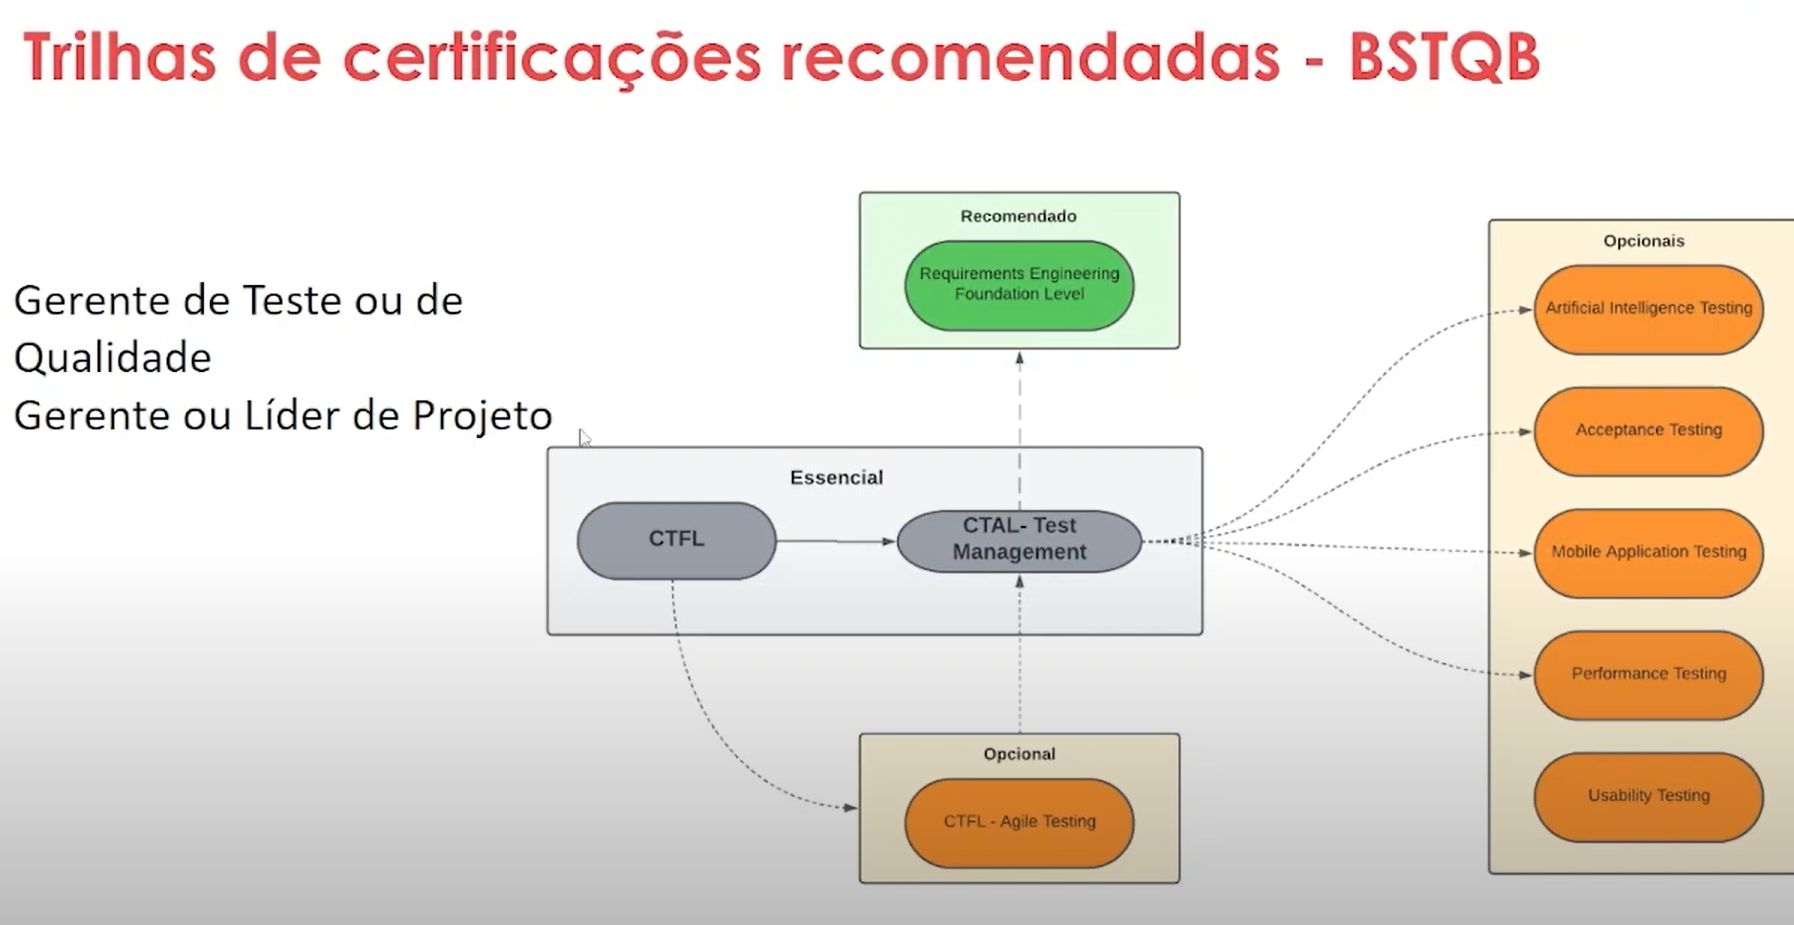 Trilhas de certificações recomendadas - BSTQB
Gerente de Teste ou de
Qualidade
Gerente ou Líder de Projeto
Recomendado
Requirements Engineering
Foundation Level
Essencial
CTFL
CTAL- Test
Management
Opcional
CTFL - Agile Testing
Opcionais
Artificial Intelligence Testing
Acceptance Testing
Mobile Application Testing
Performance Testing
Usability Testing